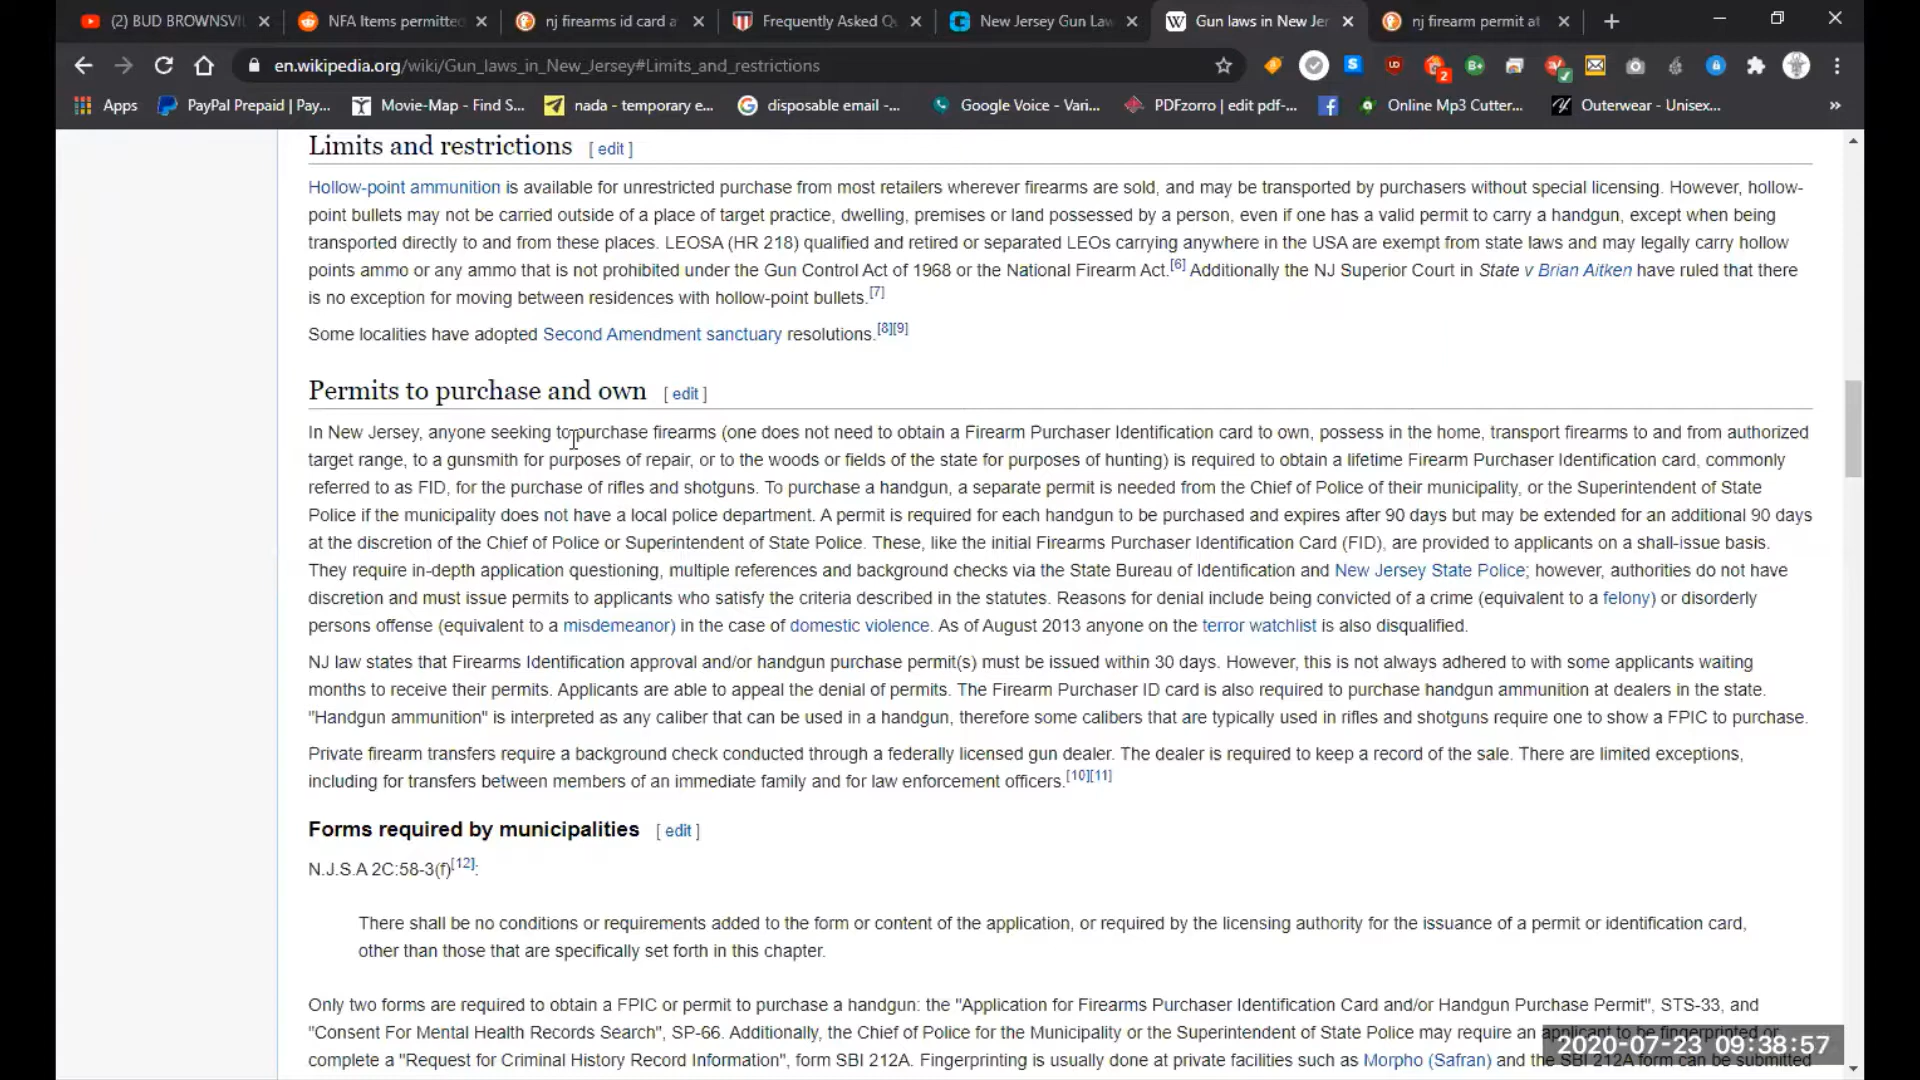 (2) BUD BROWNSVI
NFA Items permitted
nj firearms id card a
Frequently Asked Q
New Jersey Gun Law
Gun laws in New Jer
nj firearm permit at
en.wikipedia.org/wiki/Gun_laws_in_New_Jersey#Limits_and_restrictions
Apps
PayPal Prepaid | Pay...
Movie-Map - Find S...
nada - temporary e...
disposable email -...
Google Voice - Vari...
PDFzorro | edit pdf-...
Online Mp3 Cutter...
Outerwear - Unisex...
Limits and restrictions [ edit ]
Hollow-point ammunition is available for unrestricted purchase from most retailers wherever firearms are sold, and may be transported by purchasers without special licensing. However, hollow-
point bullets may not be carried outside of a place of target practice, dwelling, premises or land possessed by a person, even if one has a valid permit to carry a handgun, except when being
transported directly to and from these places. LEOSA (HR 218) qualified and retired or separated LEOs carrying anywhere in the USA are exempt from state laws and may legally carry hollow
points ammo or any ammo that is not prohibited under the Gun Control Act of 1968 or the National Firearm Act.[6] Additionally the NJ Superior Court in State v Brian Aitken have ruled that there
is no exception for moving between residences with hollow-point bullets.[7]
Some localities have adopted Second Amendment sanctuary resolutions.[8][9]
Permits to purchase and own [ edit ]
In New Jersey, anyone seeking to purchase firearms (one does not need to obtain a Firearm Purchaser Identification card to own, possess in the home, transport firearms to and from authorized
target range, to a gunsmith for purposes of repair, or to the woods or fields of the state for purposes of hunting) is required to obtain a lifetime Firearm Purchaser Identification card, commonly
referred to as FID, for the purchase of rifles and shotguns. To purchase a handgun, a separate permit is needed from the Chief of Police of their municipality, or the Superintendent of State
Police if the municipality does not have a local police department. A permit is required for each handgun to be purchased and expires after 90 days but may be extended for an additional 90 days
at the discretion of the Chief of Police or Superintendent of State Police. These, like the initial Firearms Purchaser Identification Card (FID), are provided to applicants on a shall-issue basis.
They require in-depth application questioning, multiple references and background checks via the State Bureau of Identification and New Jersey State Police; however, authorities do not have
discretion and must issue permits to applicants who satisfy the criteria described in the statutes. Reasons for denial include being convicted of a crime (equivalent to a felony) or disorderly
persons offense (equivalent to a misdemeanor) in the case of domestic violence. As of August 2013 anyone on the terror watchlist is also disqualified.
NJ law states that Firearms Identification approval and/or handgun purchase permit(s) must be issued within 30 days. However, this is not always adhered to with some applicants waiting
months to receive their permits. Applicants are able to appeal the denial of permits. The Firearm Purchaser ID card is also required to purchase handgun ammunition at dealers in the state.
"Handgun ammunition" is interpreted as any caliber that can be used in a handgun, therefore some calibers that are typically used in rifles and shotguns require one to show a FPIC to purchase.
Private firearm transfers require a background check conducted through a federally licensed gun dealer. The dealer is required to keep a record of the sale. There are limited exceptions,
including for transfers between members of an immediate family and for law enforcement officers.[10][11]
Forms required by municipalities [ edit ]
N.J.S.A 2C:58-3(f)[12]:
There shall be no conditions or requirements added to the form or content of the application, or required by the licensing authority for the issuance of a permit or identification card,
other than those that are specifically set forth in this chapter.
Only two forms are required to obtain a FPIC or permit to purchase a handgun: the "Application for Firearms Purchaser Identification Card and/or Handgun Purchase Permit", STS-33, and
"Consent For Mental Health Records Search", SP-66. Additionally, the Chief of Police for the Municipality or the Superintendent of State Police may require an applicant to be fingerprinted or
complete a "Request for Criminal History Record Information", form SBI 212A. Fingerprinting is usually done at private facilities such as Morpho (Safran) and the SBI 212A form can be submitted
2020-07-23 09:38:57